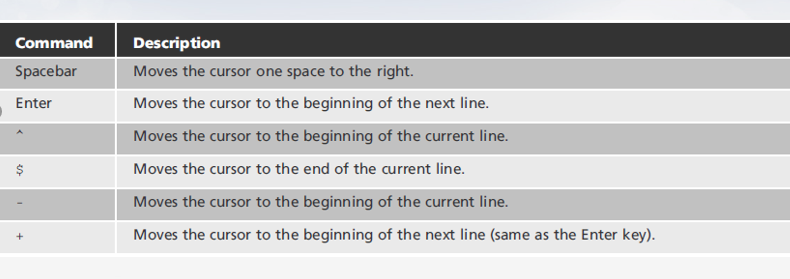 Command Description
Spacebar Moves the cursor one space to the right.
Enter Moves the cursor to the beginning of the next line.
^ Moves the cursor to the beginning of the current line.
$ Moves the cursor to the end of the current line.
- Moves the cursor to the beginning of the current line.
+ Moves the cursor to the beginning of the next line (same as the Enter key).